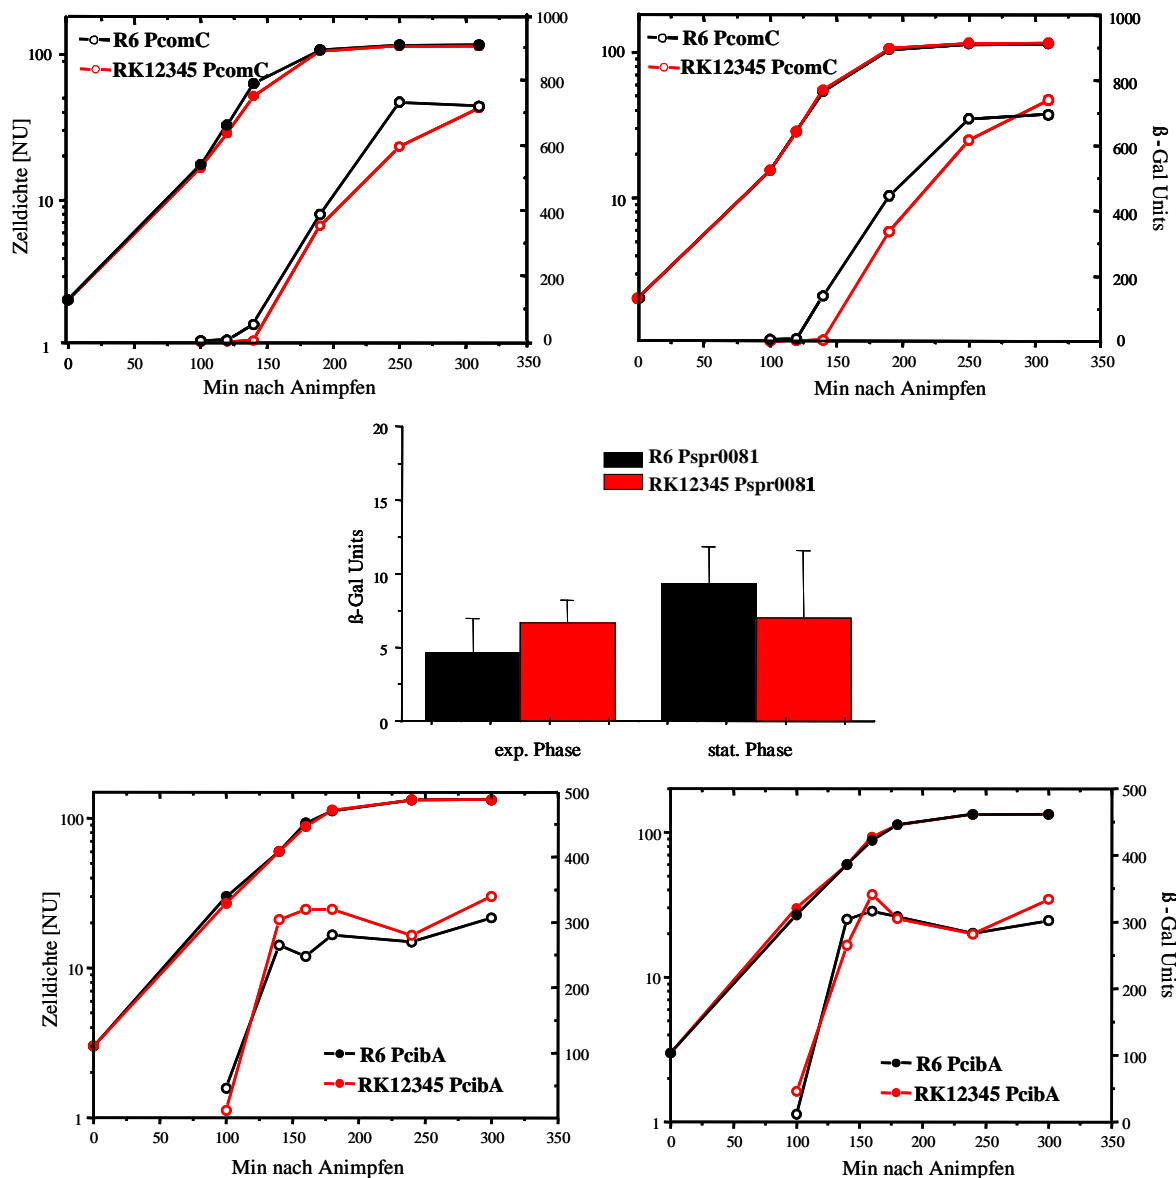 1000
R6 PcomC
RK12345 PcomC
100
10
1
800
600
400
200
0
Zelldichte [NU]
0 50 100 150 200 250 300 350
Min nach Animpfen
1000
R6 PcomC
RK12345 PcomC
100
10
800
600
400
200
0
ß - Gal Units
0 50 100 150 200 250 300 350
Min nach Animpfen
20
15
10
5
0
ß-Gal Units
R6 Pspr0081
RK12345 Pspr0081
exp. Phase
stat. Phase
500
100
10
1
400
300
200
100
Zelldichte [NU]
R6 PcibA
RK12345 PcibA
0 50 100 150 200 250 300 350
Min nach Animpfen
500
100
10
1
400
300
200
100
0
ß - Gal Units
R6 PcibA
RK12345 PcibA
0 50 100 150 200 250 300 350
Min nach Animpfen